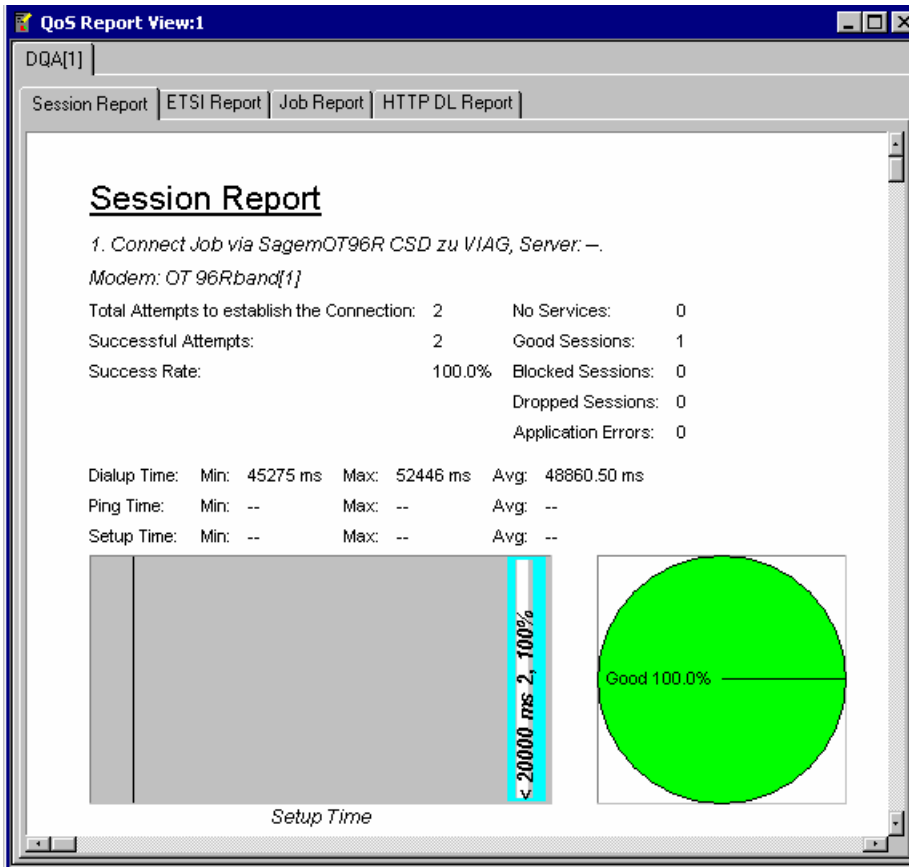 QoS Report View:1
DQA[1]
Session Report ETSI Report Job Report HTTP DL Report
Session Report
1. Connect Job via SagemOT96R CSD zu VIAG, Server: –.
Modem: OT 96Rband[1]
Total Attempts to establish the Connection: 2 No Services: 0
Successful Attempts: 2 Good Sessions: 1
Success Rate: 100.0% Blocked Sessions: 0
Dropped Sessions: 0
Application Errors: 0
Dialup Time: Min: 45275 ms Max: 52446 ms Avg: 48860.50 ms
Ping Time: Min: -- Max: -- Avg: --
Setup Time: Min: -- Max: -- Avg: --
< 20000 ms 2, 100%
Good 100.0%
Setup Time